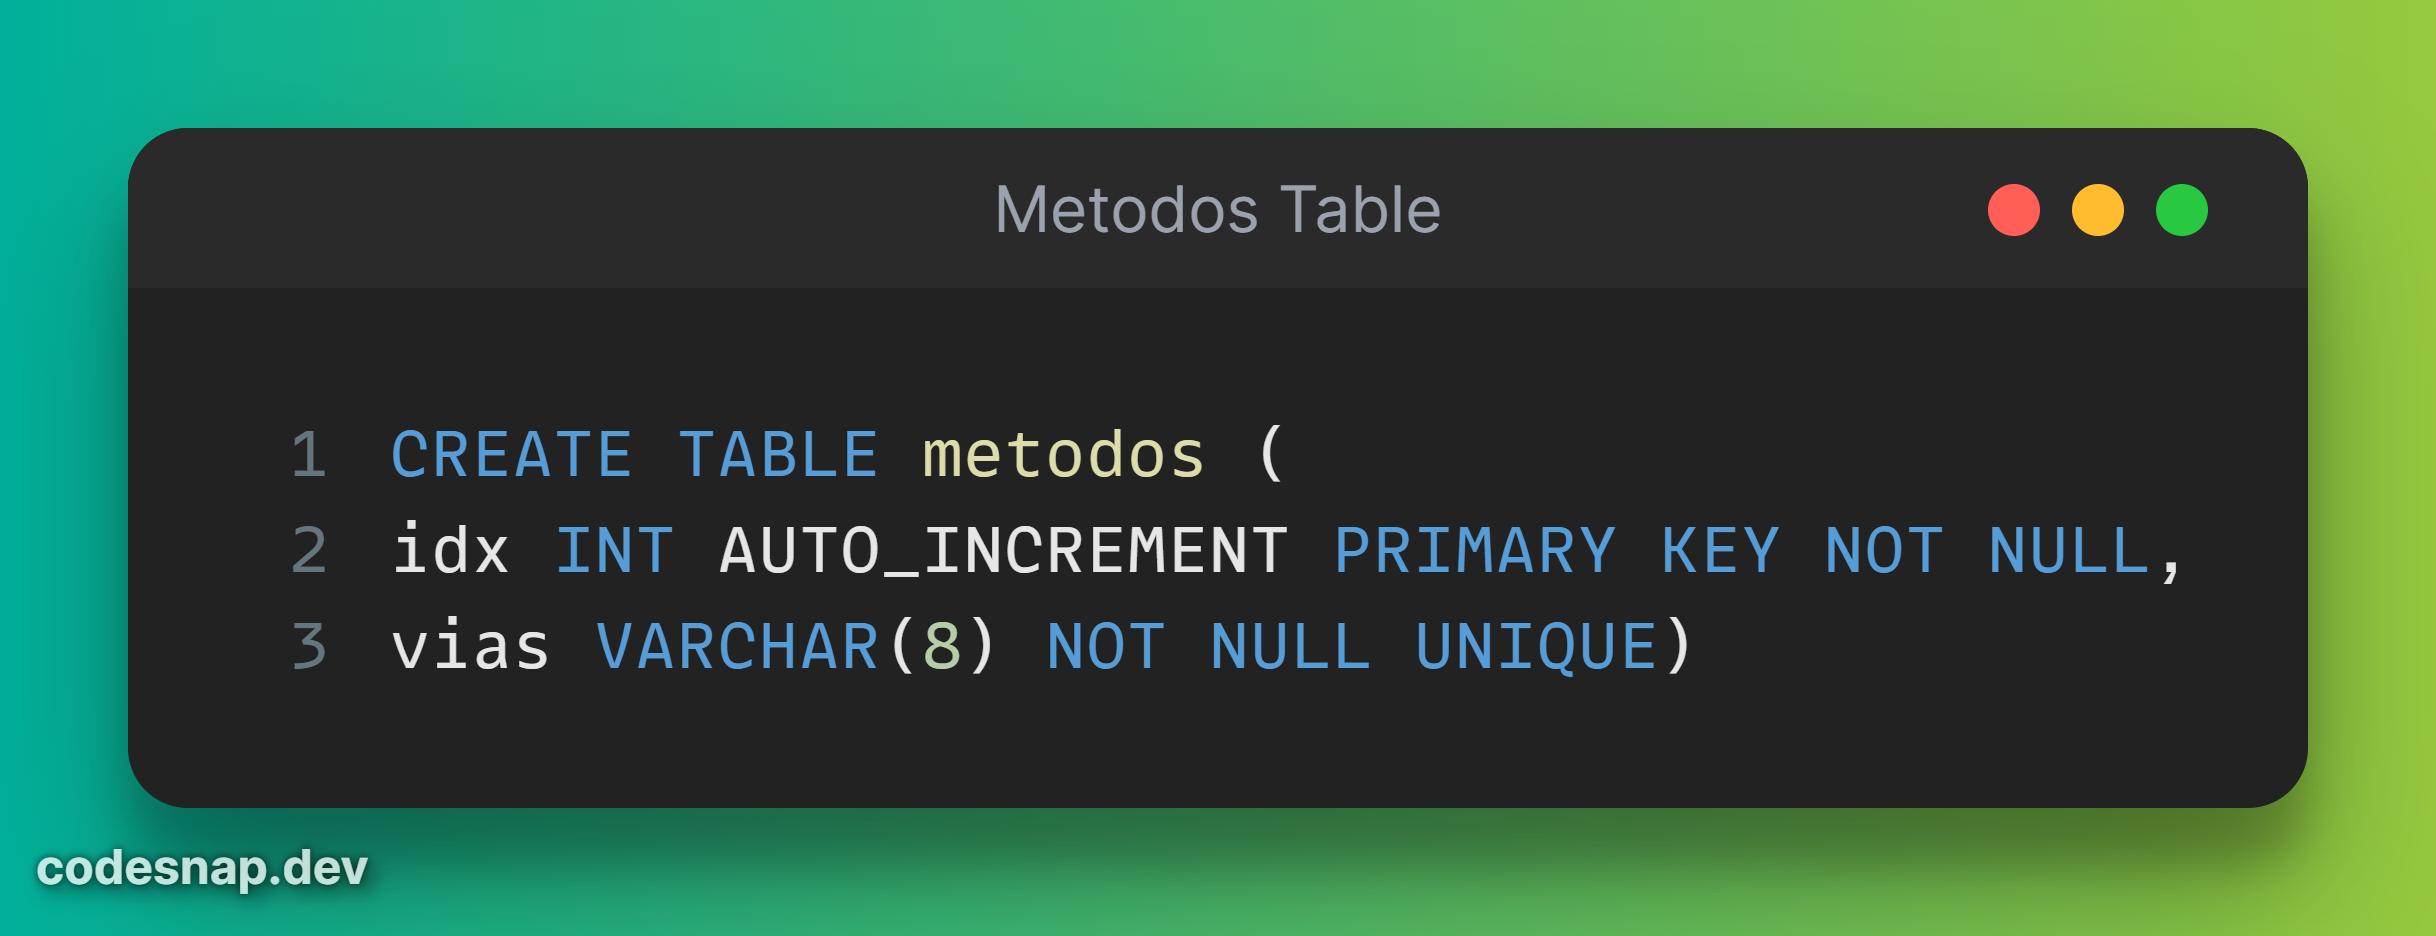 Metodos Table
1 CREATE TABLE metodos (
2 idx INT AUTO_INCREMENT PRIMARY KEY NOT NULL,
3 vias VARCHAR(8) NOT NULL UNIQUE)
codesnap.dev